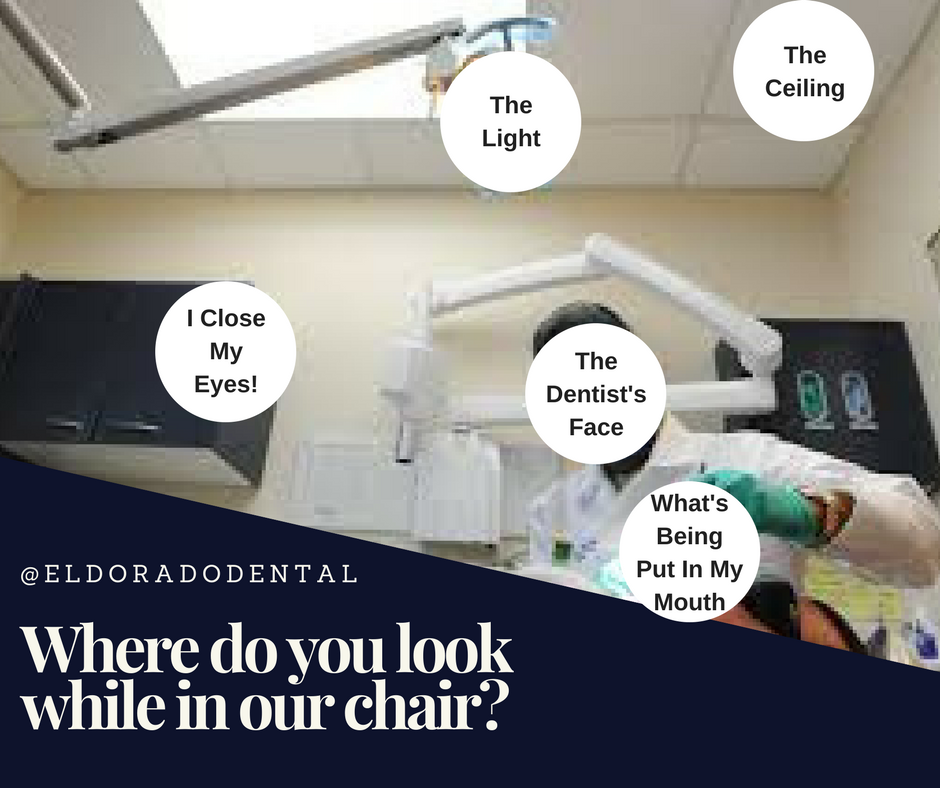 The
Ceiling
The
Light
I Close
My
Eyes!
The
Dentist's
Face
What's
Being
Put In My
Mouth
@ELDORADODENTAL
Where do you look
while in our chair?